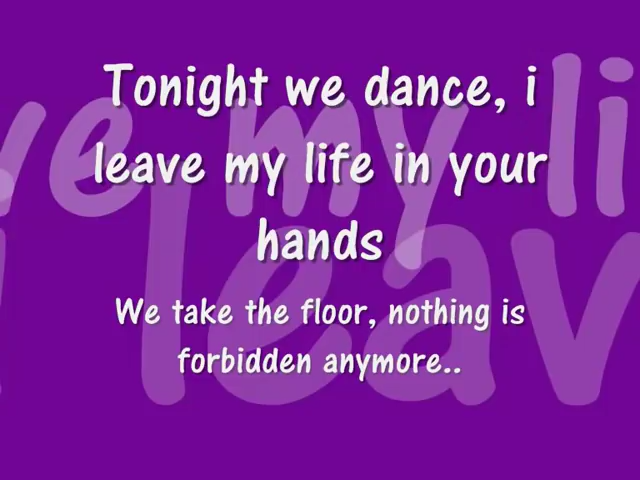 Tonight we dance, i
leave my life in your
hands
We take the floor, nothing is
forbidden anymore..